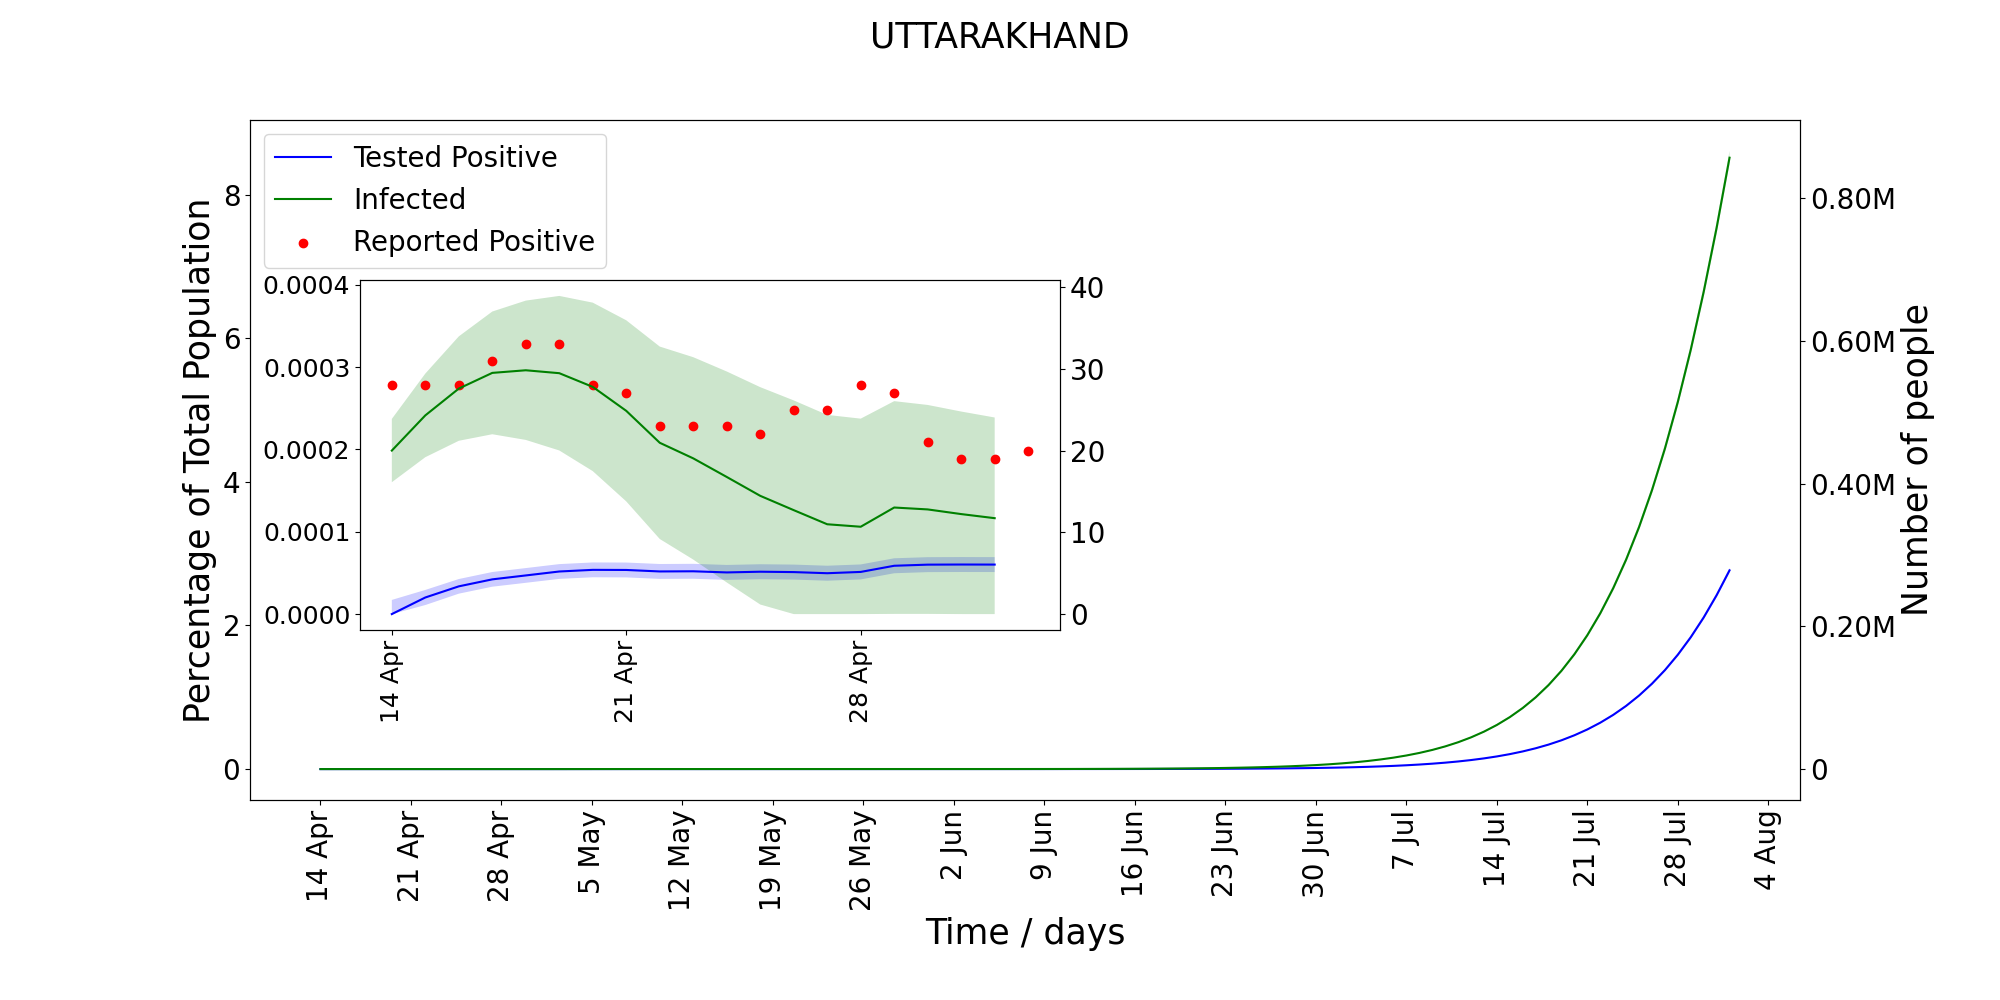 UTTARAKHAND
Tested Positive
Infected
Reported Positive
Percentage of Total Population
8
6
4
2
0
0.0004
0.0003
0.0002
0.0001
0.0000
40
30
20
10
0
14 Apr
21 Apr
28 Apr
0.80M
0.60M
0.40M
0.20M
0
Number of people
14 Apr
21 Apr
28 Apr
5 May
12 May
19 May
26 May
2 Jun
9 Jun
16 Jun
23 Jun
30 Jun
7 Jul
14 Jul
21 Jul
28 Jul
4 Aug
Time / days